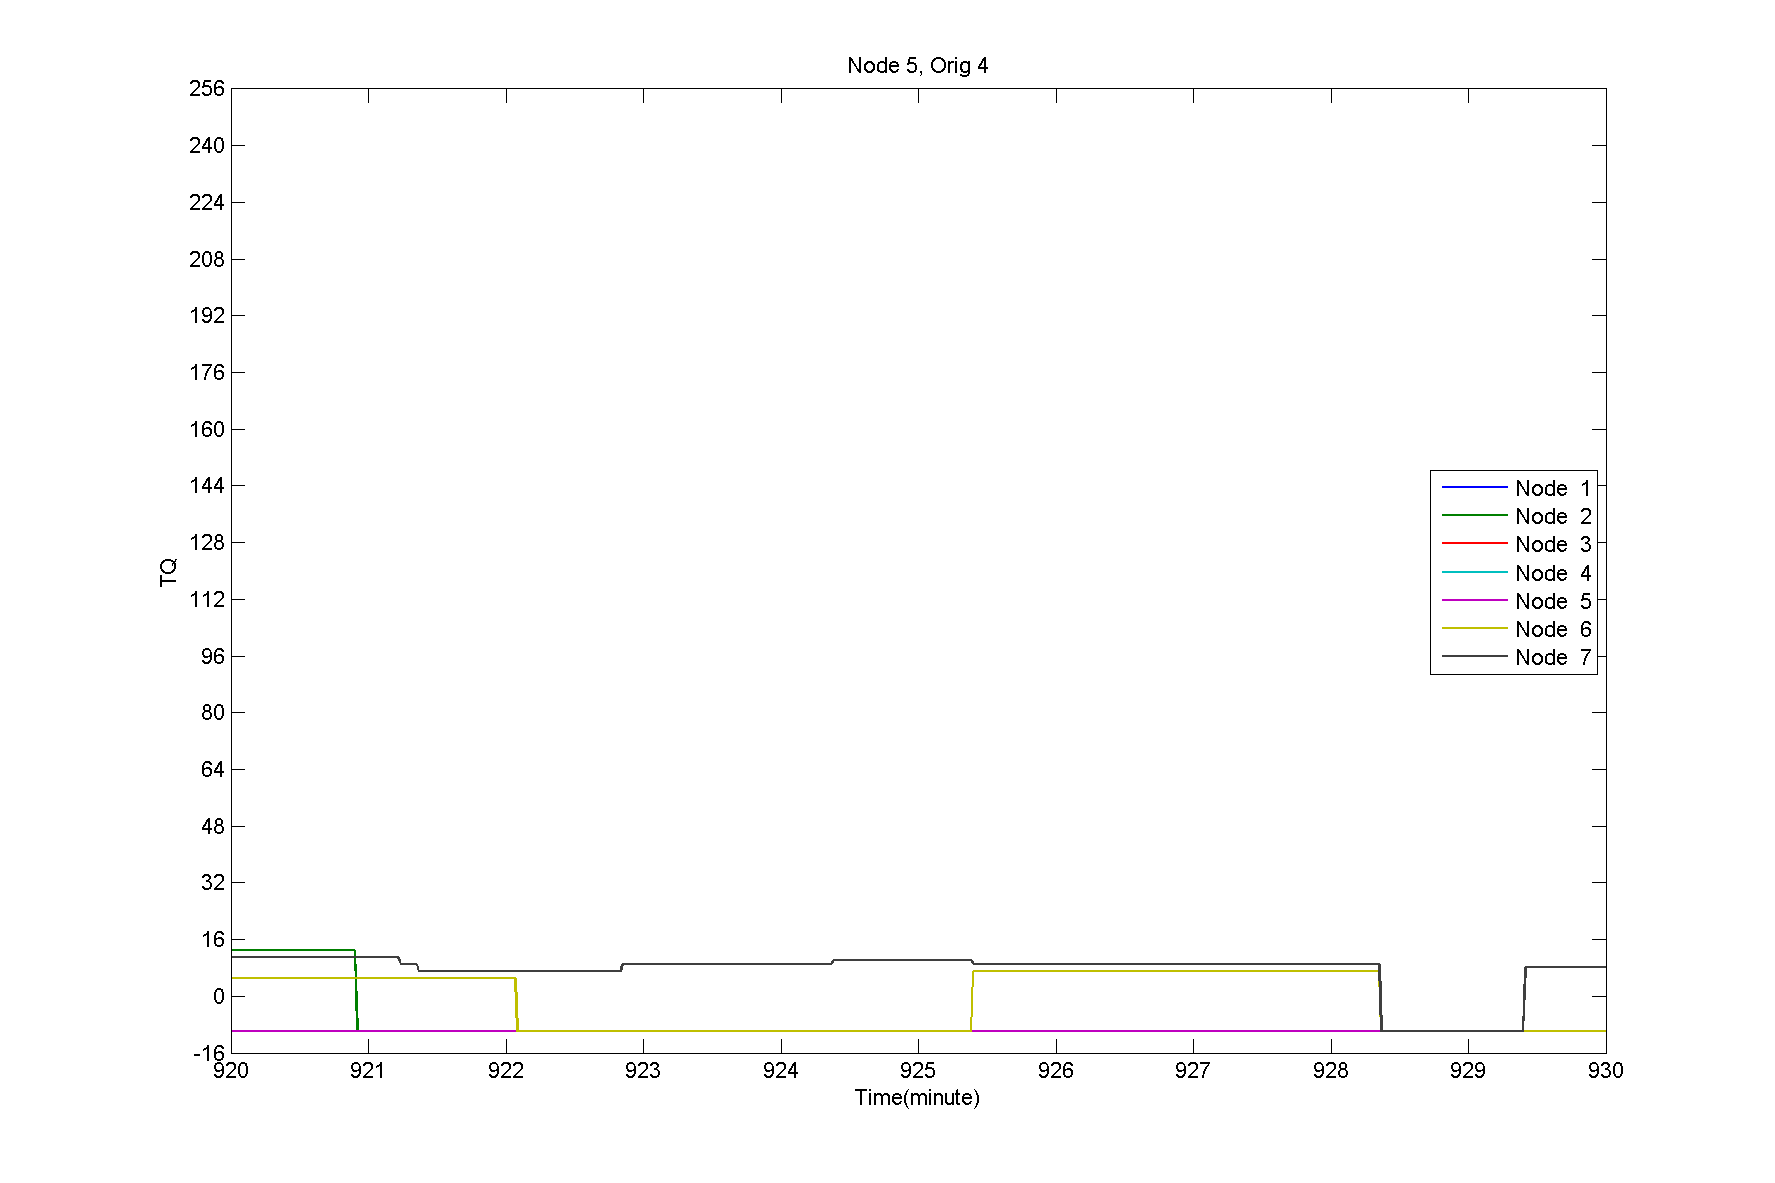 Node 5, Orig 4
256
240
224
208
192
176
160
144
128
112
96
80
64
48
32
16
0
-16
TQ
Node 1
Node 2
Node 3
Node 4
Node 5
Node 6
Node 7
920 921 922 923 924 925 926 927 928 929 930
Time(minute)